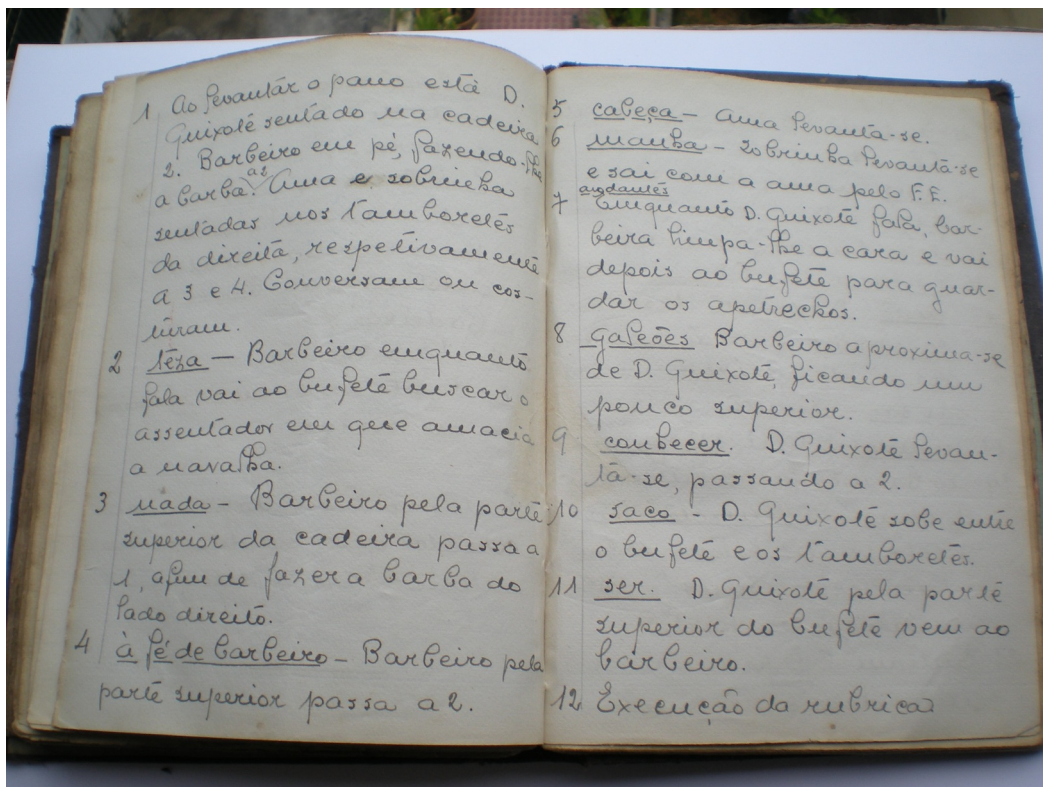 1 Ao levantár o pano está D.
Quixote sentado na cadeira
2. Barbeiro em pé, fazendo-lhe
a2
a barba. Ama e sobrinha
sentadas nos tamboretes
da direita, respetivamente
a 3 e 4. Conversam ou cos-
turam.
2 teza — Barbeiro emquanto
fala vai ao bufete buscar o
assentador em que amacia
a navalha.
3 nada — Barbeiro pela parte
superior da cadeira passa a
1, afim de fazer a barba do
lado direito.
4 à fé de barbeiro — Barbeiro pela
parte superior passa a 2.
5 cabeça — Ama levanta-se.
6 manha — Sobrinha levanta-se
e sai com a ama pelo F.E.
andantes
7 Emquanto D. Quixote fala, bar-
beiro limpa-lhe a cara e vai
depois ao bufete para guar-
dar os apetrechos.
8 galeões Barbeiro aproxima-se
de D. Quixote, ficando um
pouco superior.
9 conhecer. D. Quixote levan-
ta-se, passando a 2.
10 saco - D. Quixote sobe entre
o bufete e os tamboretes.
11 ser. D. Quixote pela parte
superior do bufete vem ao
barbeiro.
12 Execução da rubrica